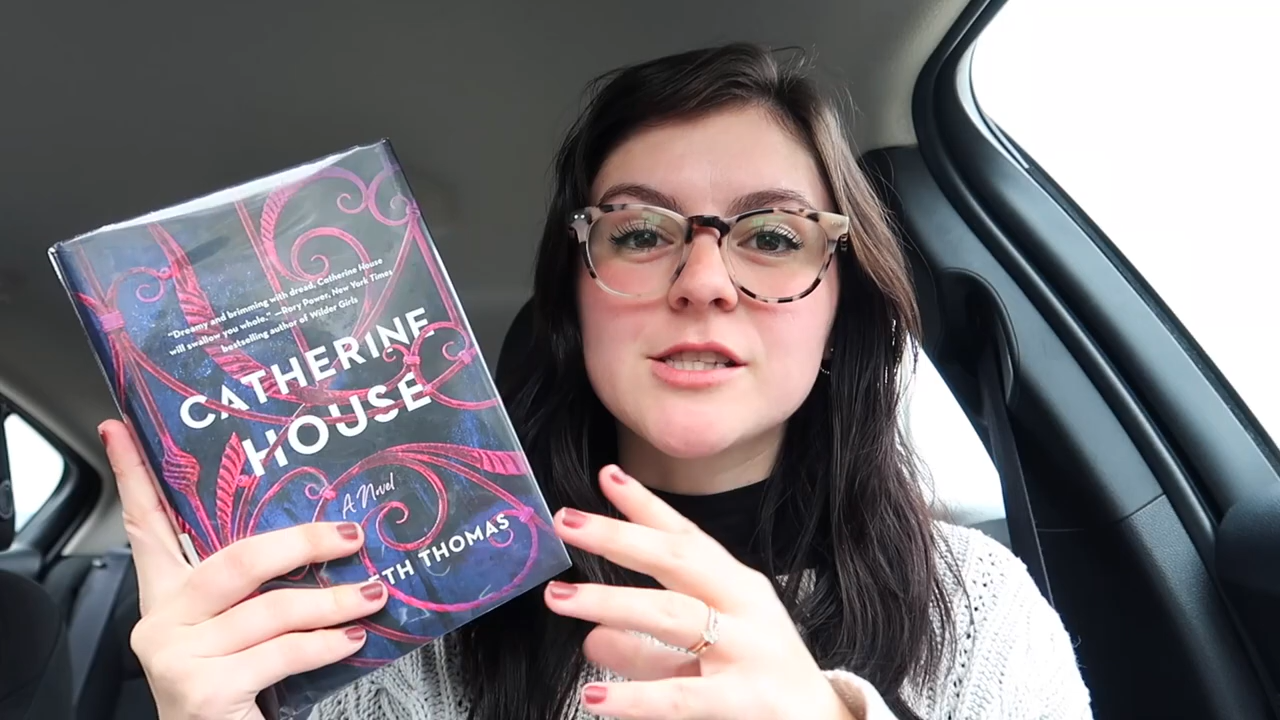 "Dreamy and brimming with dread, Catherine House
will swallow you whole." —Rory Power, New York Times
bestselling author of Wilder Girls
CATHERINE
HOUSE
A Novel
THOMAS